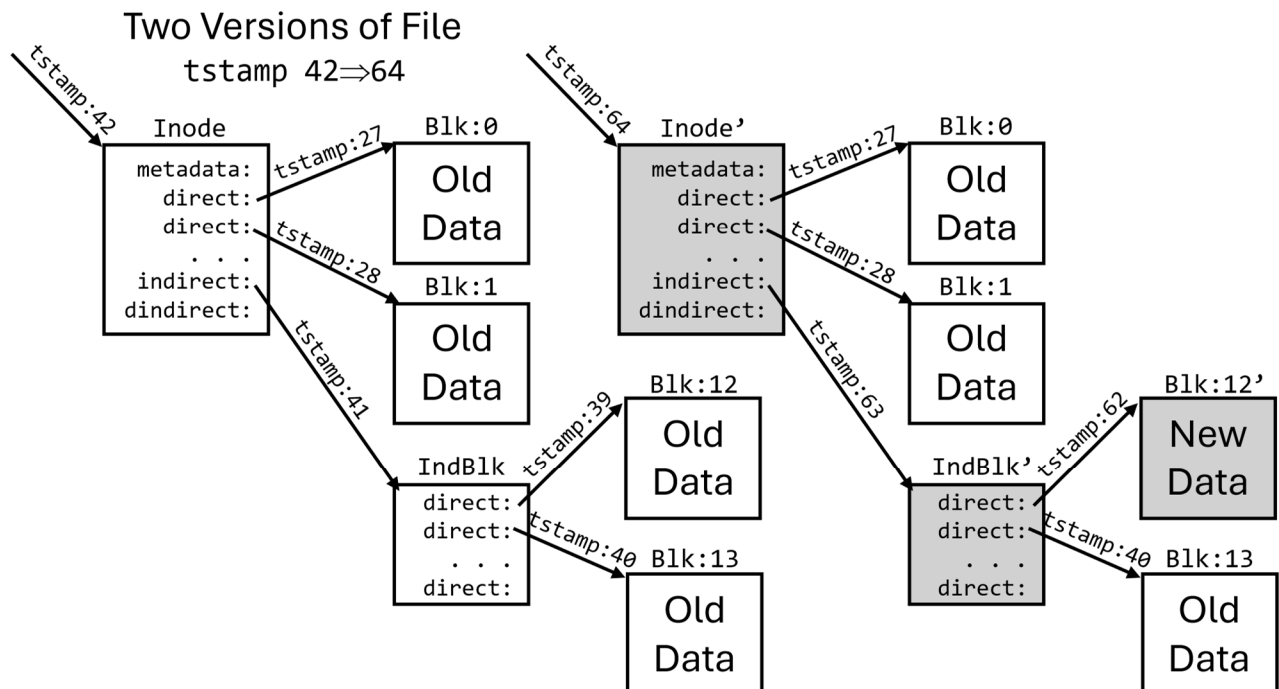 Two Versions of File
tstamp 42⇒64
tstamp:42
Inode
metadata:
direct:
direct:
. . .
indirect:
dindirect:
tstamp:27
Blk:0
Old
Data
tstamp:28
Blk:1
Old
Data
tstamp:41
IndBlk
direct:
direct:
. . .
direct:
tstamp:39
Blk:12
Old
Data
tstamp:40
Blk:13
Old
Data
tstamp:64
Inode’
metadata:
direct:
direct:
. . .
indirect:
dindirect:
tstamp:27
Blk:0
Old
Data
tstamp:28
Blk:1
Old
Data
tstamp:63
IndBlk’
direct:
direct:
. . .
direct:
tstamp:62
Blk:12’
New
Data
tstamp:40
Blk:13
Old
Data